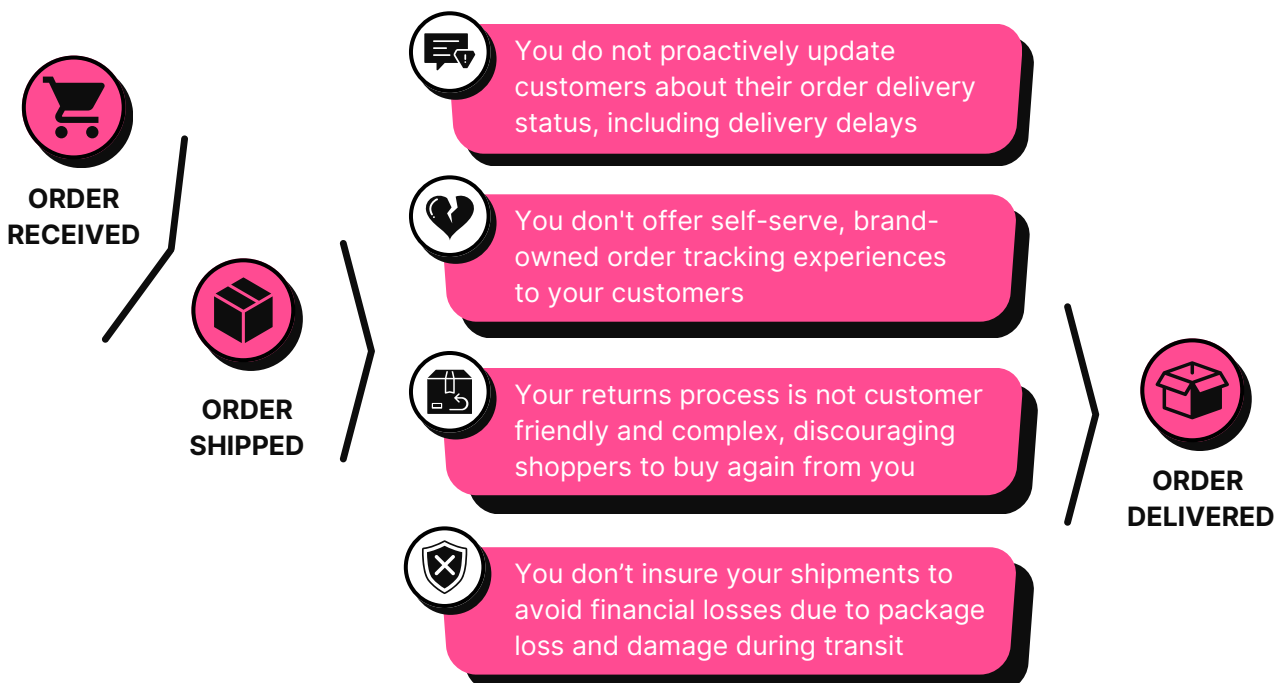 ORDER
RECEIVED
ORDER
SHIPPED
You do not proactively update
customers about their order delivery
status, including delivery delays
You don't offer self-serve, brand-
owned order tracking experiences
to your customers
Your returns process is not customer
friendly and complex, discouraging
shoppers to buy again from you
You don’t insure your shipments to
avoid financial losses due to package
loss and damage during transit
ORDER
DELIVERED